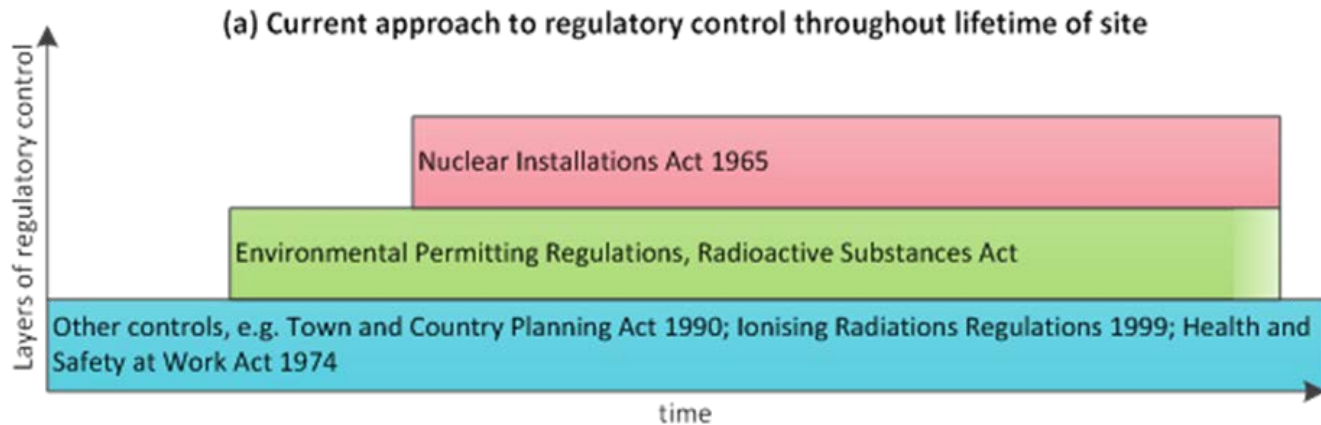 (a) Current approach to regulatory control throughout lifetime of site
Layers of regulatory control
Nuclear Installations Act 1965
Environmental Permitting Regulations, Radioactive Substances Act
Other controls, e.g. Town and Country Planning Act 1990; Ionising Radiations Regulations 1999; Health and
Safety at Work Act 1974
time